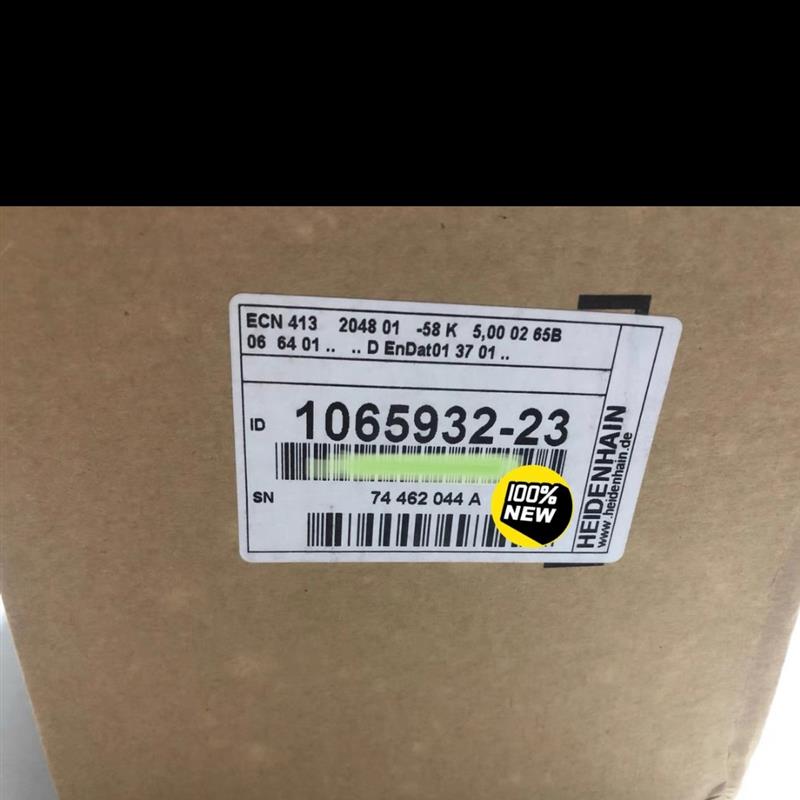 ECN 413 2048 01 -58 K 5,00 02 65B
06 64 01 .. .. D EnDat01 37 01 ..
ID 1065932-23
SN 74 462 044 A
100%
NEW
HEIDENHAIN
www.heidenhain.de